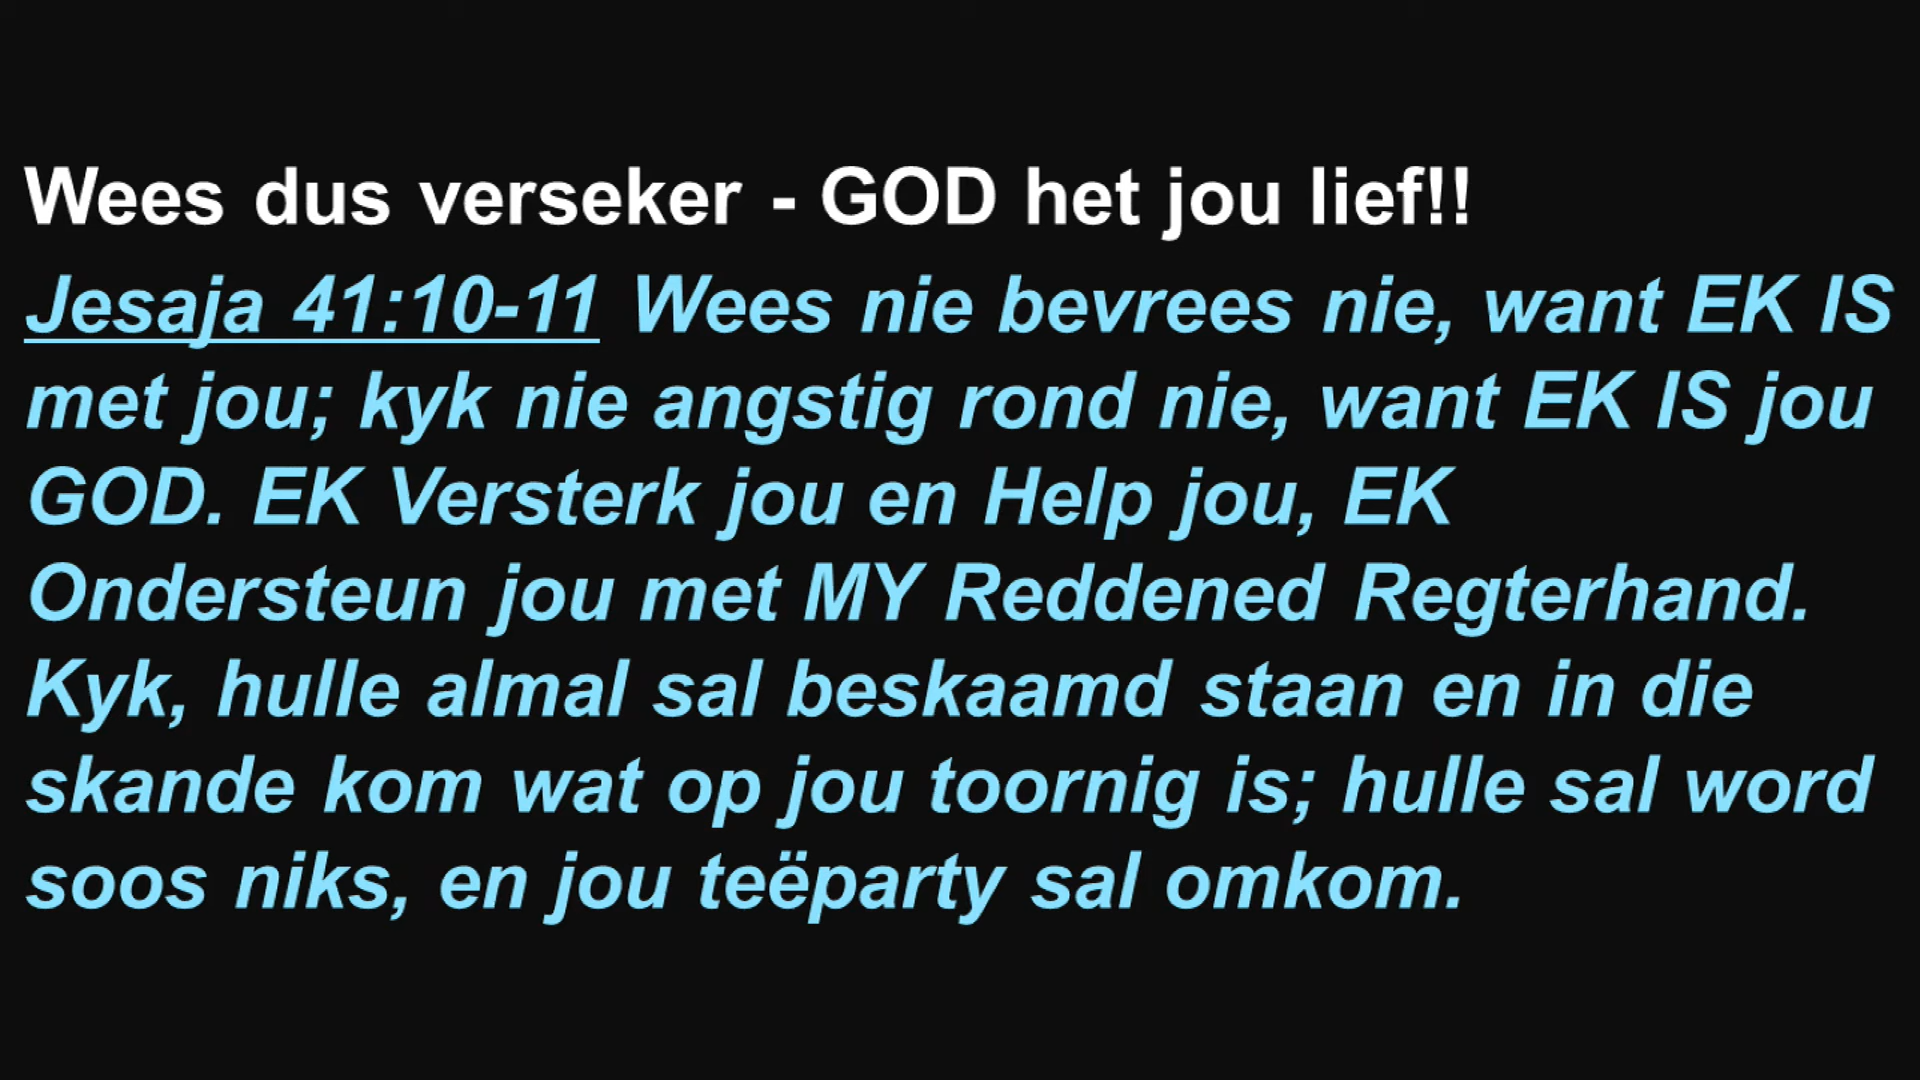 Wees dus verseker - GOD het jou lief!!
Jesaja 41:10-11 Wees nie bevrees nie, want EK IS
met jou; kyk nie angstig rond nie, want EK IS jou
GOD. EK Versterk jou en Help jou, EK
Ondersteun jou met MY Reddened Regterhand.
Kyk, hulle almal sal beskaamd staan en in die
skande kom wat op jou toornig is; hulle sal word
soos niks, en jou teëparty sal omkom.